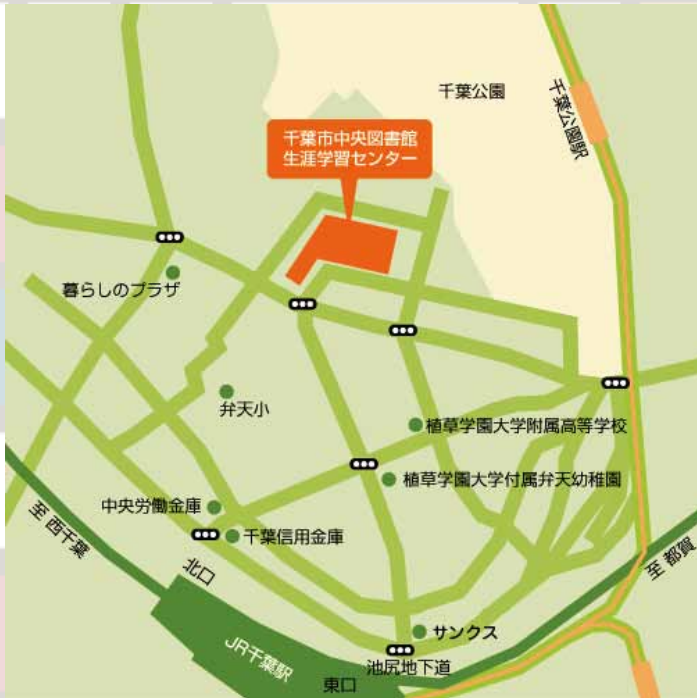 千葉公園
千葉公園駅
千葉市中央図書館
生涯学習センター
暮らしのプラザ
弁天小
植草学園大学附属高等学校
植草学園大学付属弁天幼稚園
中央労働金庫
千葉信用金庫
至 西千葉
北口
至 都賀
サンクス
JR千葉駅
池尻地下道
東口